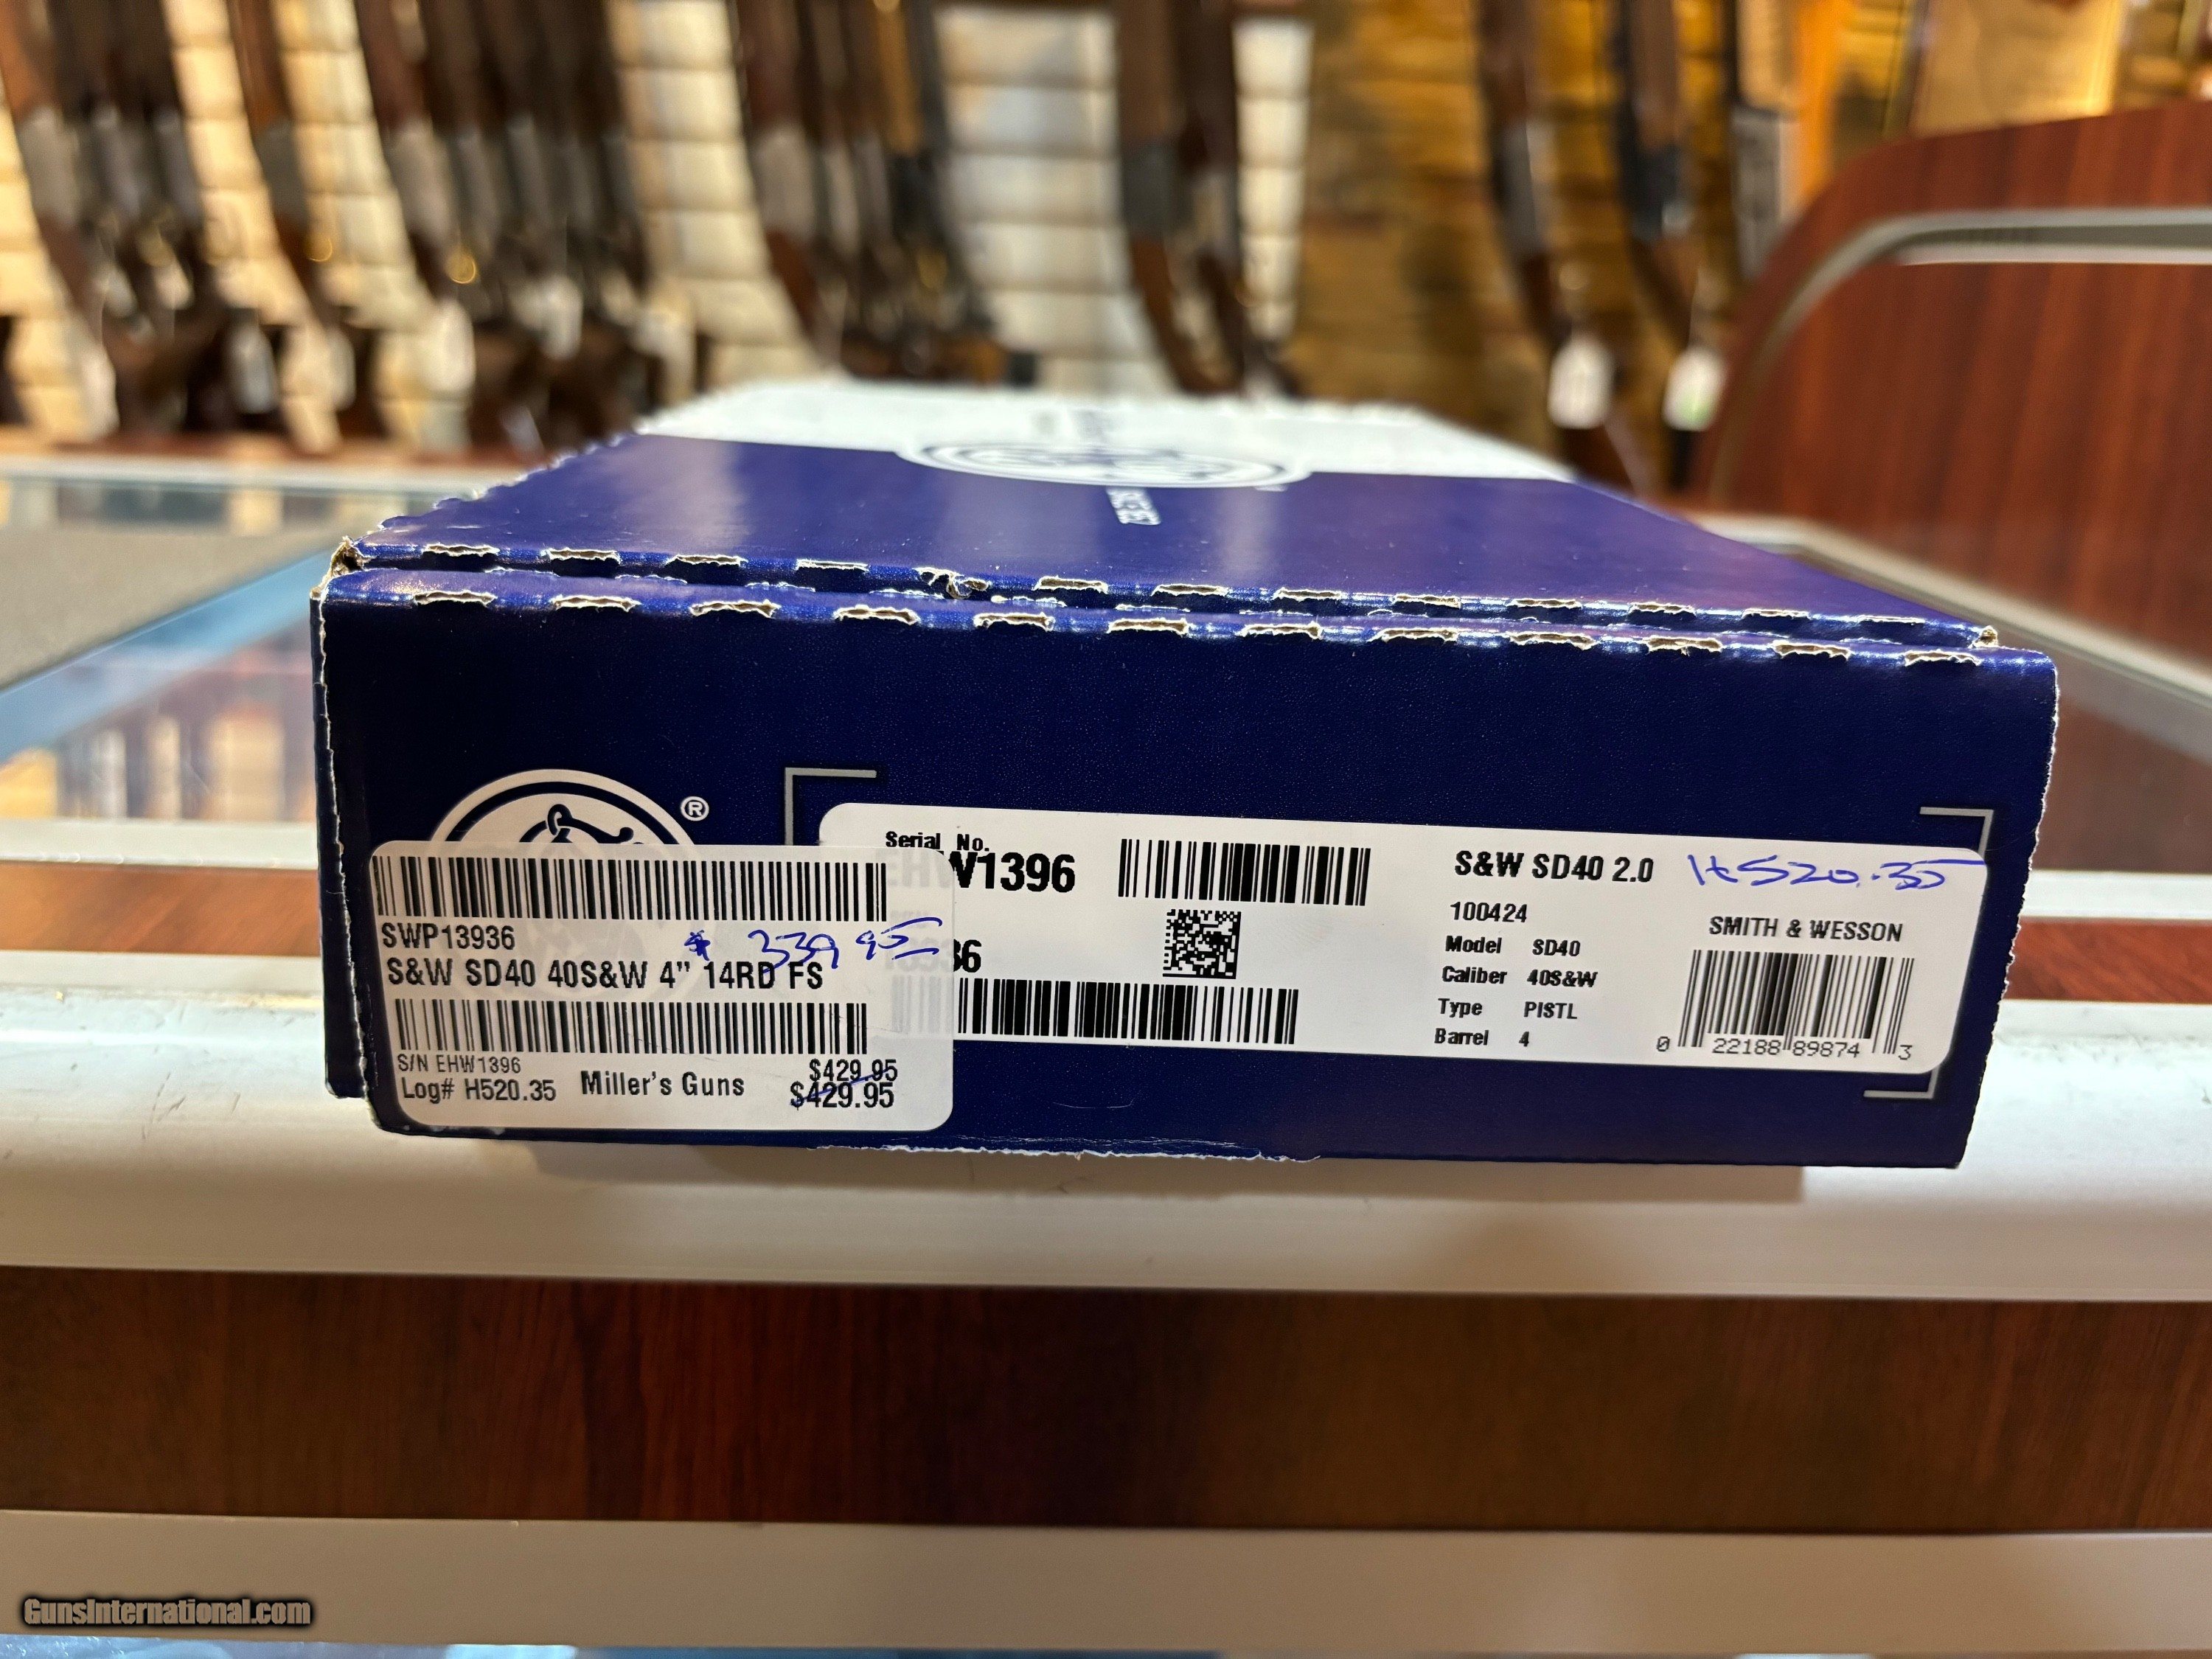 ®
SWP13936
$ 339.95
S&W SD40 40S&W 4" 14RD FS
S/N EHW1396
Log# H520.35
Miller's Guns
$429.95
$429.95
Serial No.
EHW1396
36
S&W SD40 2.0
H520.35
100424
Model SD40
Caliber 40S&W
Type PISTL
Barrel 4
SMITH & WESSON
0 22188 89874 3
GunsInternational.com